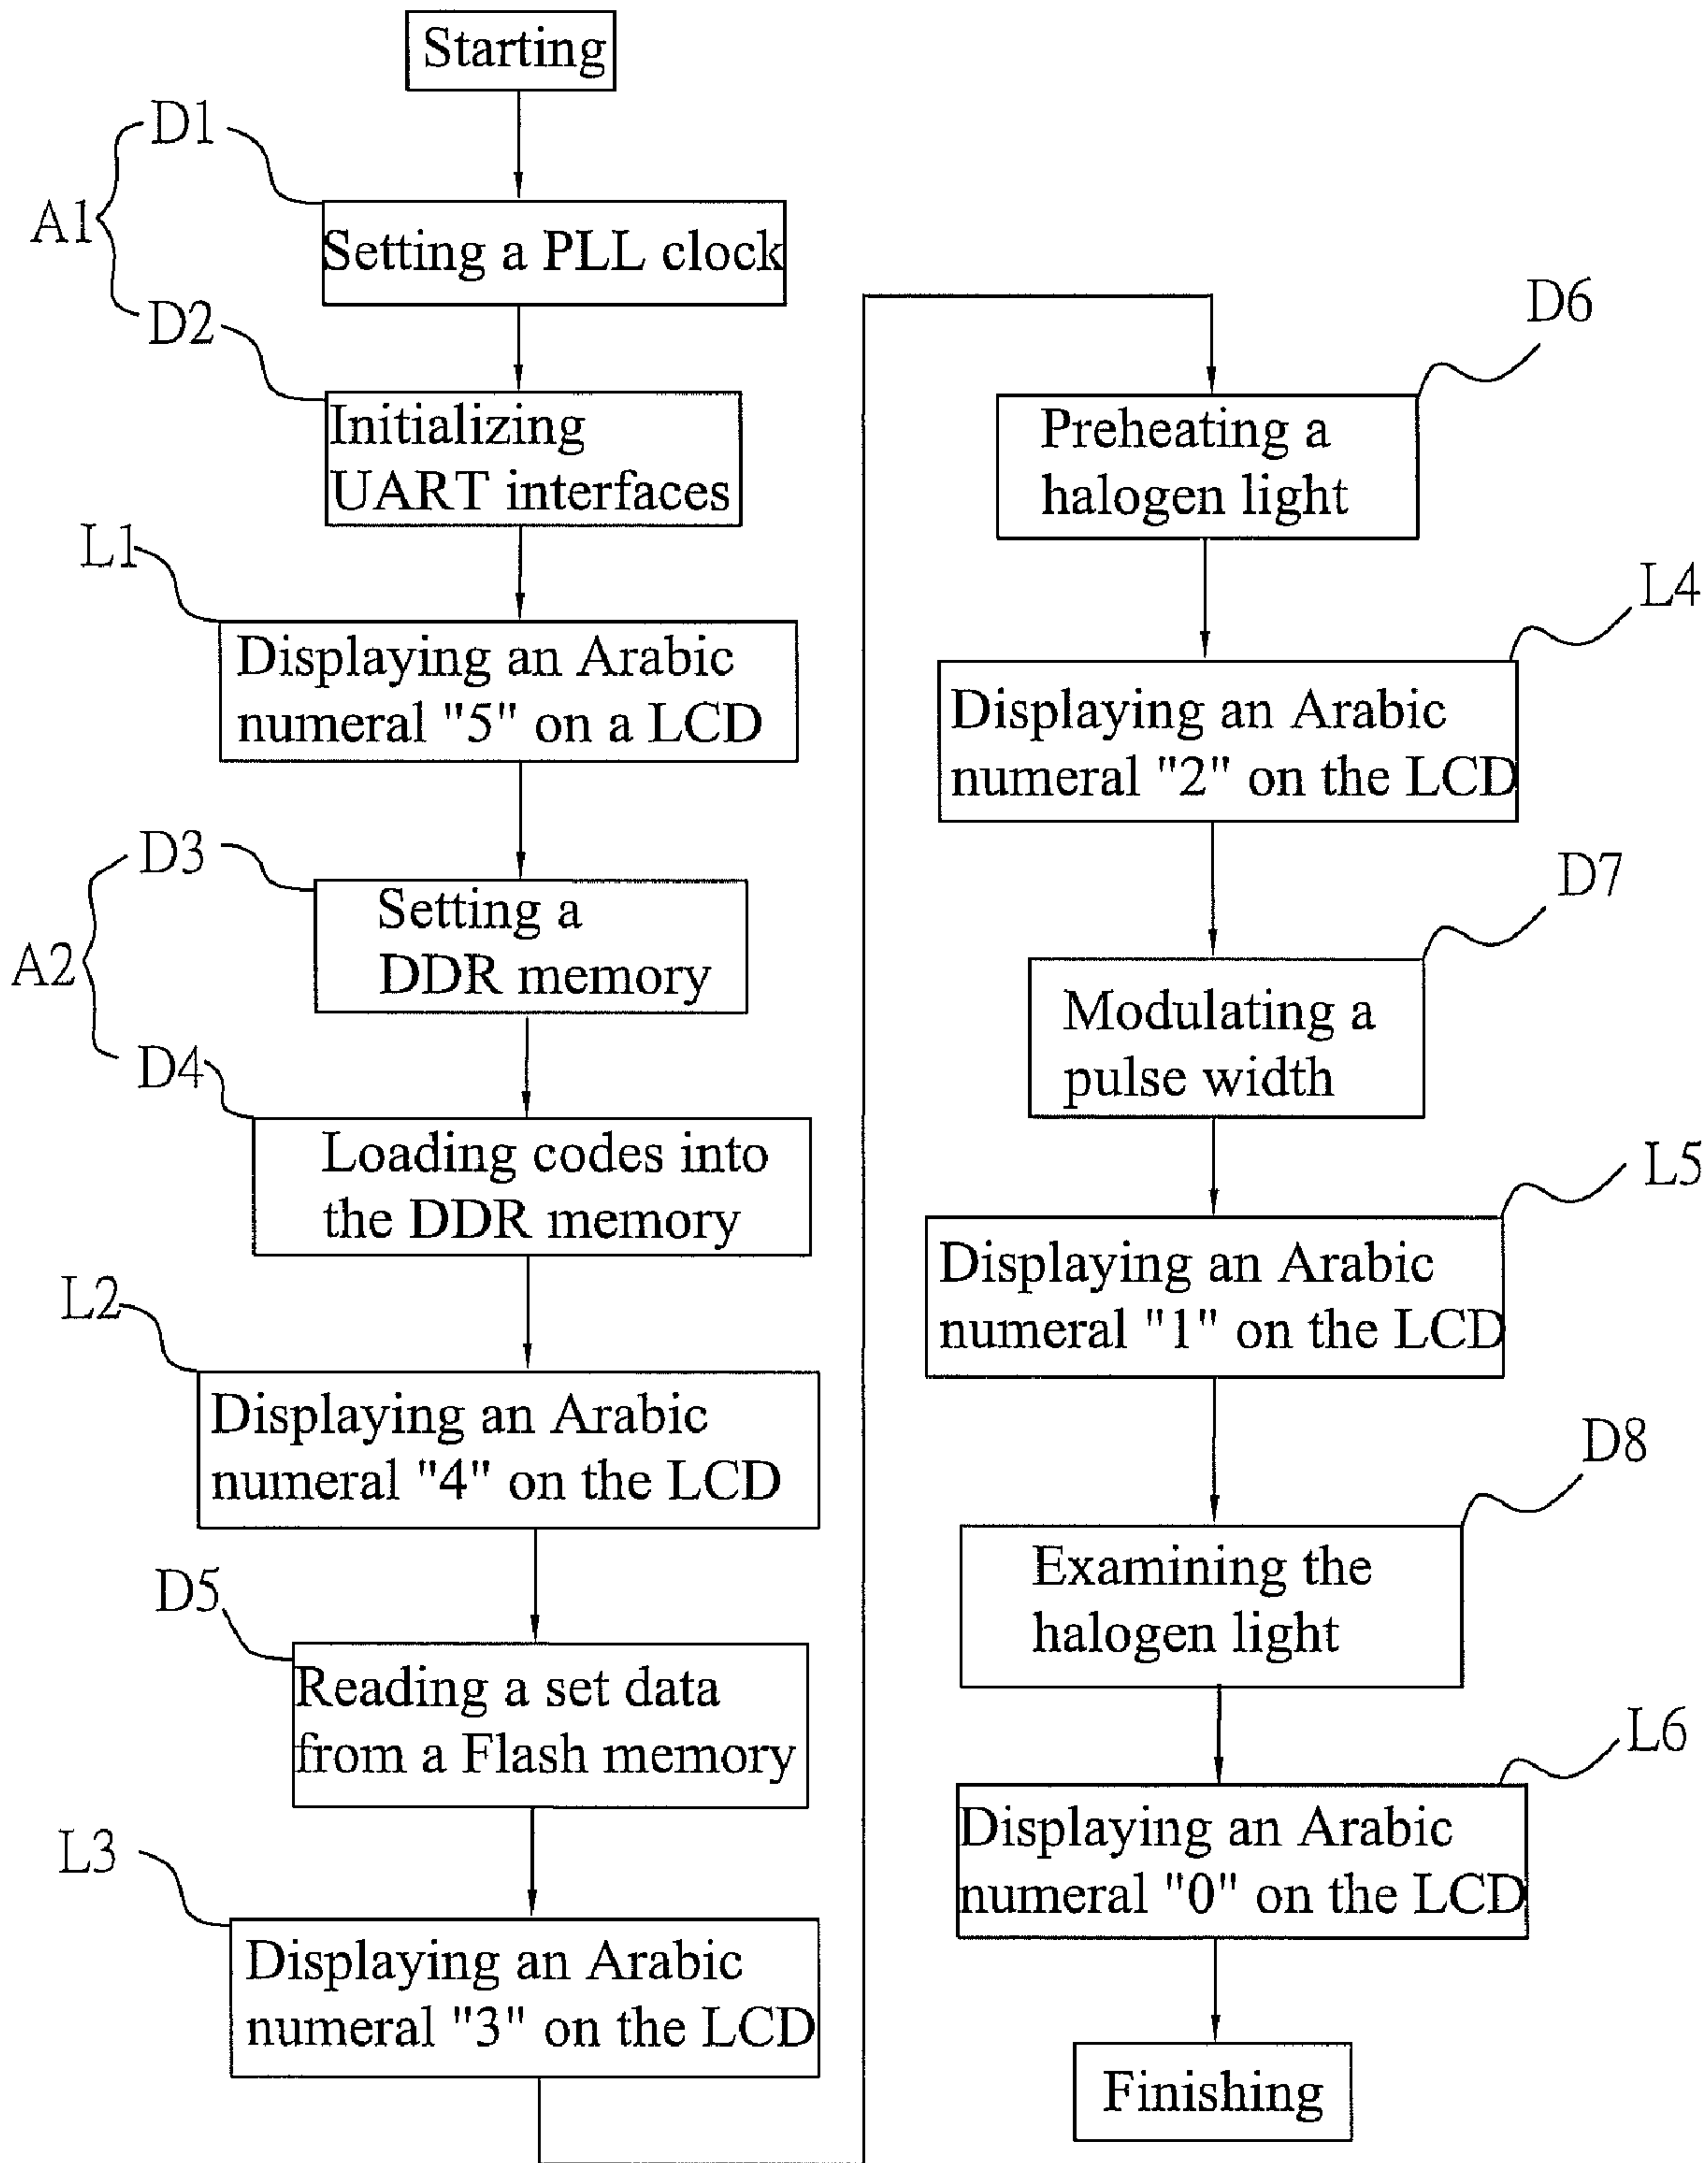 Starting
D1
A1
Setting a PLL clock
D2
Initializing
UART interfaces
L1
Displaying an Arabic
numeral "5" on a LCD
D3
A2
Setting a
DDR memory
D4
Loading codes into
the DDR memory
L2
Displaying an Arabic
numeral "4" on the LCD
D5
Reading a set data
from a Flash memory
L3
Displaying an Arabic
numeral "3" on the LCD
D6
Preheating a
halogen light
L4
Displaying an Arabic
numeral "2" on the LCD
D7
Modulating a
pulse width
L5
Displaying an Arabic
numeral "1" on the LCD
D8
Examining the
halogen light
L6
Displaying an Arabic
numeral "0" on the LCD
Finishing